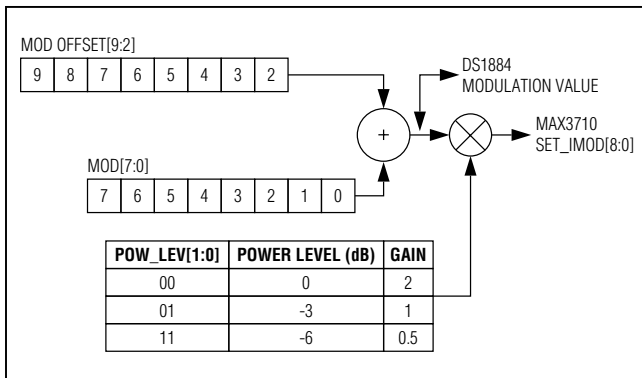 MOD OFFSET[9:2]
9 8 7 6 5 4 3 2
DS1884
MODULATION VALUE
+
MAX3710
SET_IMOD[8:0]
MOD[7:0]
7 6 5 4 3 2 1 0
POW_LEV[1:0] POWER LEVEL (dB) GAIN
00 0 2
01 -3 1
11 -6 0.5